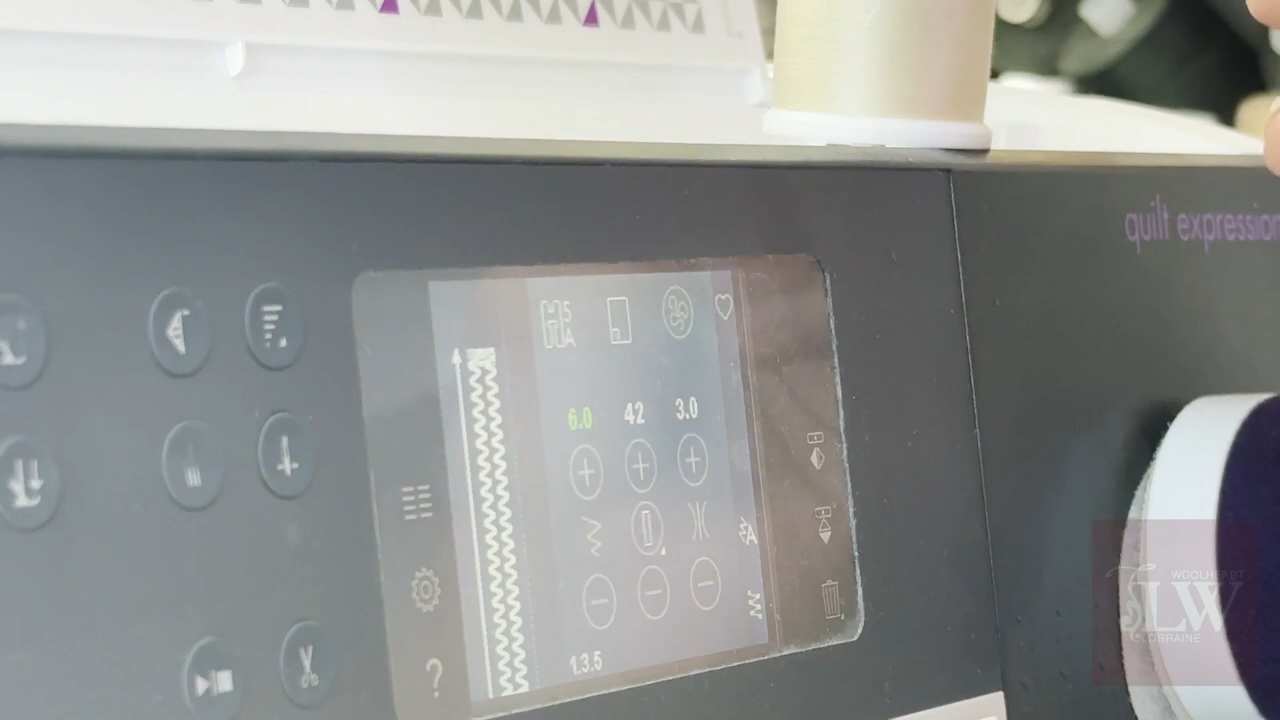 quilt expression
S
A
6.0
42
3.0
A
1.3.5
?
WOOLHEART
LW
LORRAINE